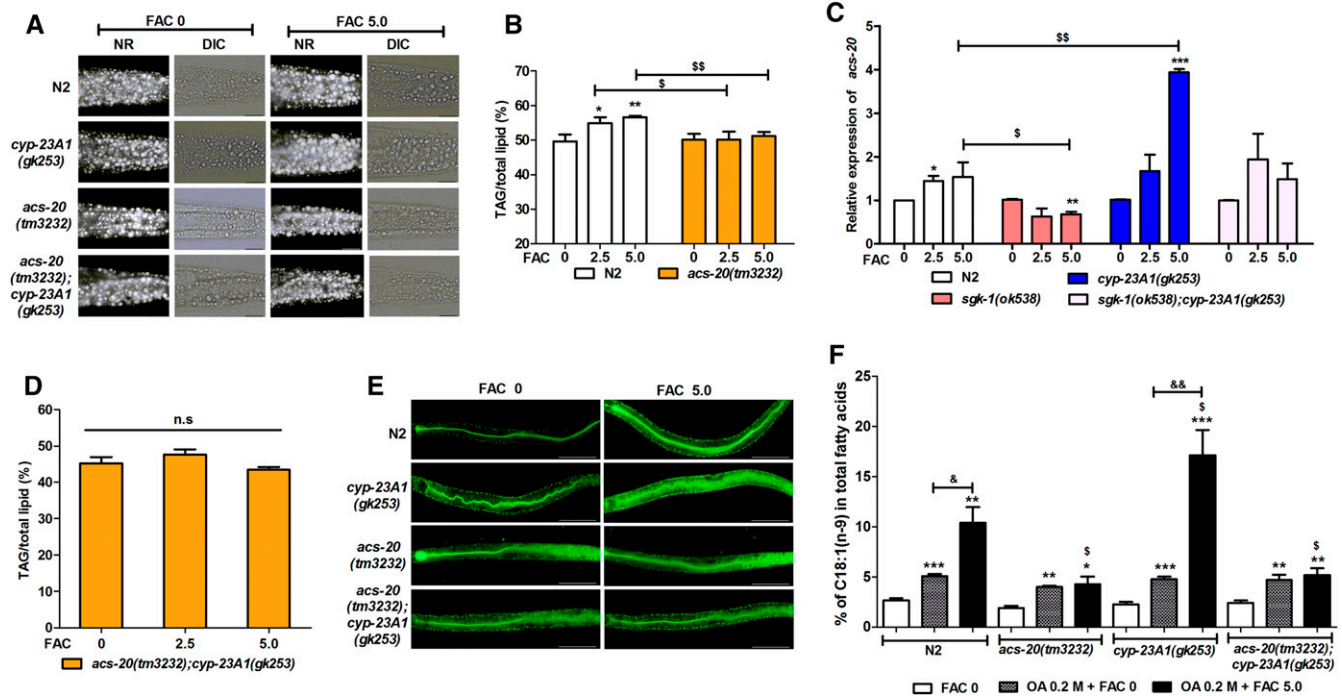 A
FAC 0
FAC 5.0
NR
DIC
NR
DIC
N2
cyp-23A1
(gk253)
acs-20
(tm3232)
acs-20
(tm3232);
cyp-23A1
(gk253)
B
TAG/total lipid (%)
70
60
50
40
30
20
$$
$
*
**
FAC
0
2.5
5.0
0
2.5
5.0
N2
acs-20(tm3232)
C
Relative expression of acs-20
5
4
3
2
1
0
$$
***
$
*
**
FAC
0
2.5
5.0
0
2.5
5.0
0
2.5
5.0
0
2.5
5.0
N2
cyp-23A1(gk253)
sgk-1(ok538)
sgk-1(ok538);cyp-23A1(gk253)
D
TAG/total lipid (%)
60
50
40
30
20
10
0
n.s
FAC
0
2.5
5.0
acs-20(tm3232);cyp-23A1(gk253)
E
FAC 0
FAC 5.0
N2
cyp-23A1
(gk253)
acs-20
(tm3232)
acs-20
(tm3232);
cyp-23A1
(gk253)
F
% of C18:1(n-9) in total fatty acids
25
20
15
10
5
0
&&
$
***
&
**
***
**
$
*
***
**
$
**
N2
acs-20(tm3232)
cyp-23A1(gk253)
acs-20(tm3232);
cyp-23A1(gk253)
FAC 0
OA 0.2 M + FAC 0
OA 0.2 M + FAC 5.0